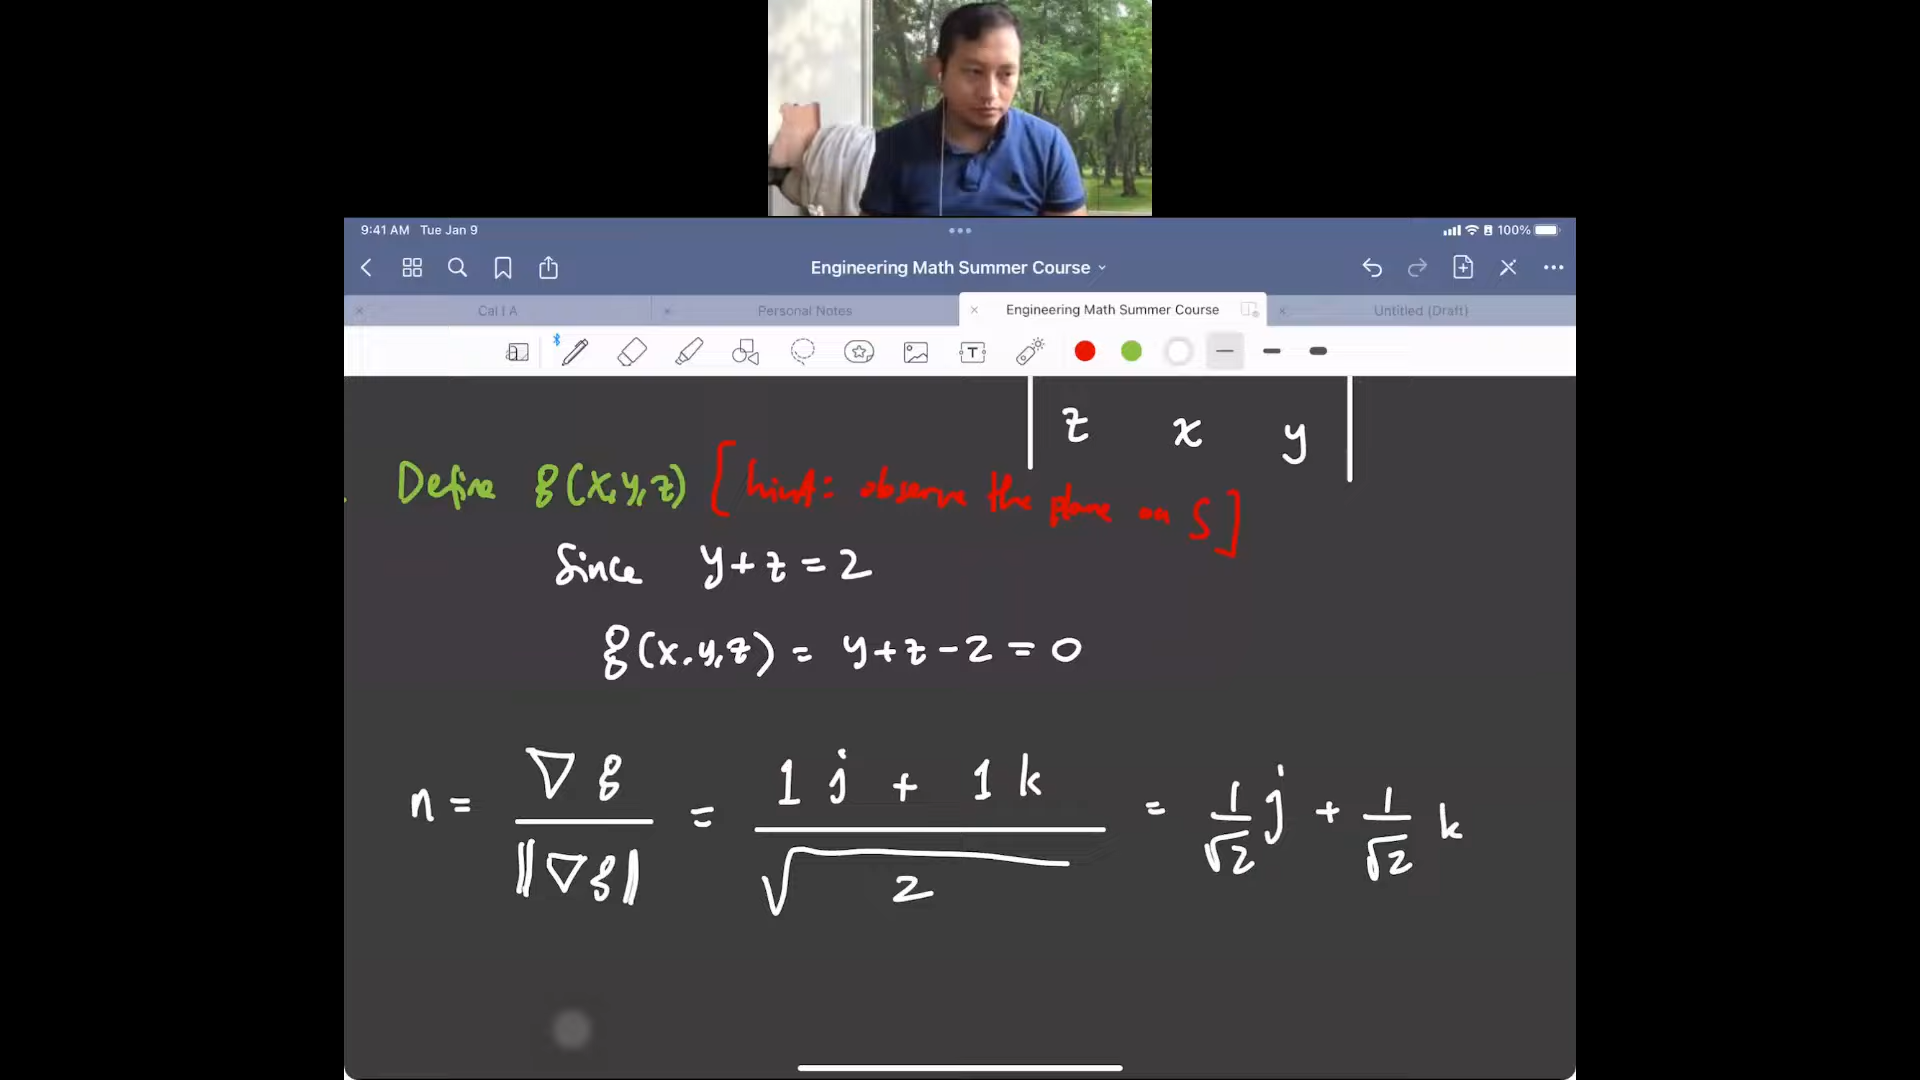 9:41 AM Tue Jan 9
100%
Engineering Math Summer Course
Cal I A
Personal Notes
Engineering Math Summer Course
Untitled (Draft)
T
z x y
Define g(x,y,z) [hint: observe the plane on S]
Since y+z=2
g(x,y,z) = y+z-2 = 0
n = ∇g / ||∇g|| = (1j + 1k) / √2 = 1/√2 j + 1/√2 k